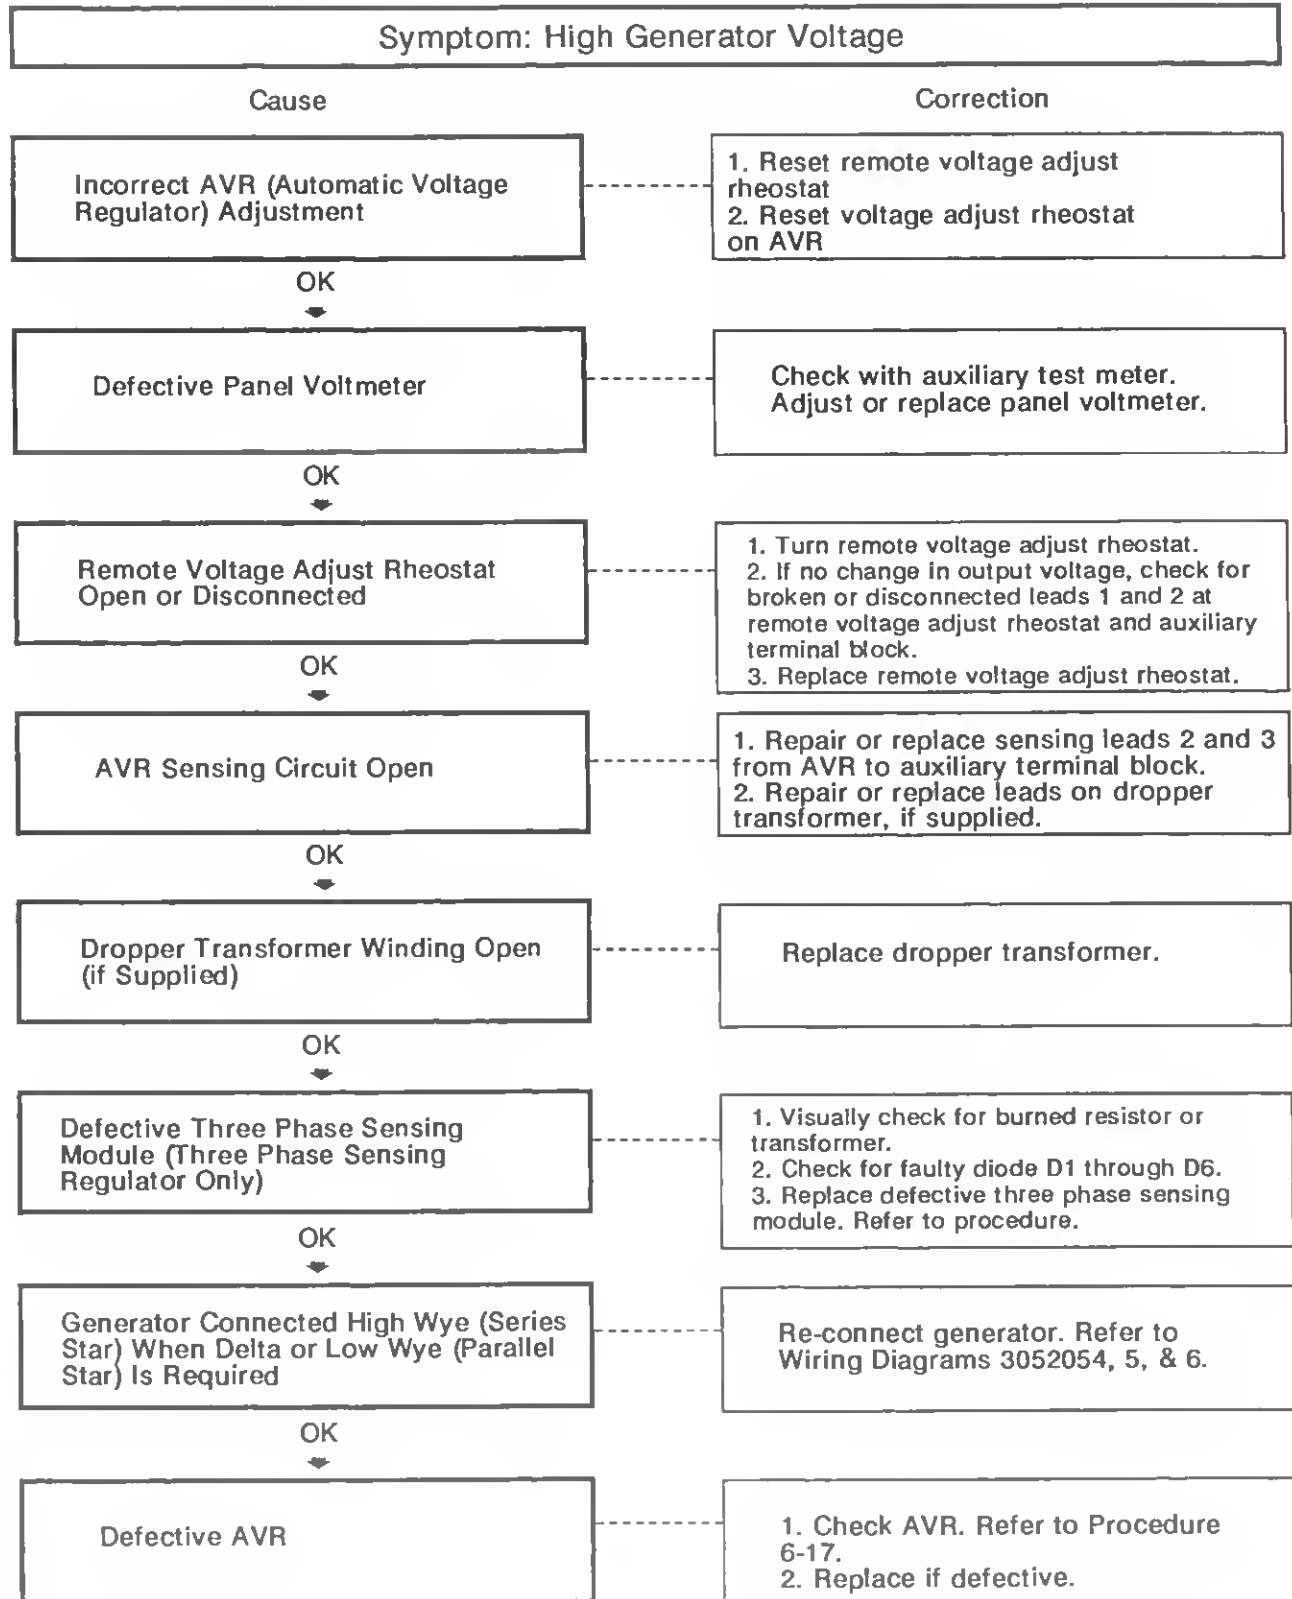 Symptom: High Generator Voltage
Cause
Correction
Incorrect AVR (Automatic Voltage
Regulator) Adjustment
1. Reset remote voltage adjust
rheostat
2. Reset voltage adjust rheostat
on AVR
OK
Defective Panel Voltmeter
Check with auxiliary test meter.
Adjust or replace panel voltmeter.
OK
Remote Voltage Adjust Rheostat
Open or Disconnected
1. Turn remote voltage adjust rheostat.
2. If no change in output voltage, check for
broken or disconnected leads 1 and 2 at
remote voltage adjust rheostat and auxiliary
terminal block.
3. Replace remote voltage adjust rheostat.
OK
AVR Sensing Circuit Open
1. Repair or replace sensing leads 2 and 3
from AVR to auxiliary terminal block.
2. Repair or replace leads on dropper
transformer, if supplied.
OK
Dropper Transformer Winding Open
(if Supplied)
Replace dropper transformer.
OK
Defective Three Phase Sensing
Module (Three Phase Sensing
Regulator Only)
1. Visually check for burned resistor or
transformer.
2. Check for faulty diode D1 through D6.
3. Replace defective three phase sensing
module. Refer to procedure.
OK
Generator Connected High Wye (Series
Star) When Delta or Low Wye (Parallel
Star) Is Required
Re-connect generator. Refer to
Wiring Diagrams 3052054, 5, & 6.
OK
Defective AVR
1. Check AVR. Refer to Procedure
6-17.
2. Replace if defective.